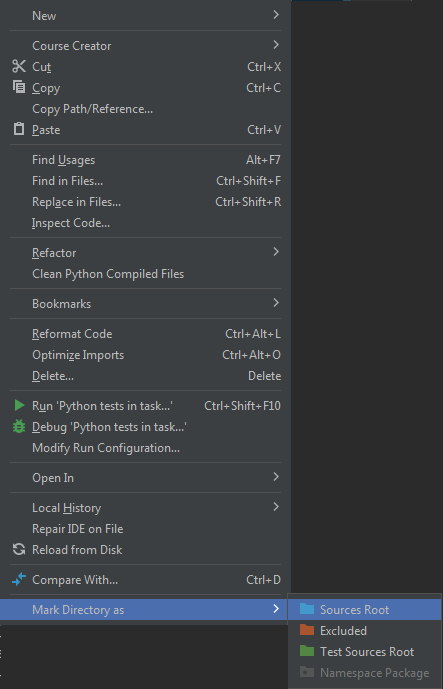 New
Course Creator
Cut Ctrl+X
Copy Ctrl+C
Copy Path/Reference...
Paste Ctrl+V
Find Usages Alt+F7
Find in Files... Ctrl+Shift+F
Replace in Files... Ctrl+Shift+R
Inspect Code...
Refactor
Clean Python Compiled Files
Bookmarks
Reformat Code Ctrl+Alt+L
Optimize Imports Ctrl+Alt+O
Delete... Delete
Run 'Python tests in task...' Ctrl+Shift+F10
Debug 'Python tests in task...'
Modify Run Configuration...
Open In
Local History
Repair IDE on File
Reload from Disk
Compare With... Ctrl+D
Mark Directory as
Sources Root
Excluded
Test Sources Root
Namespace Package